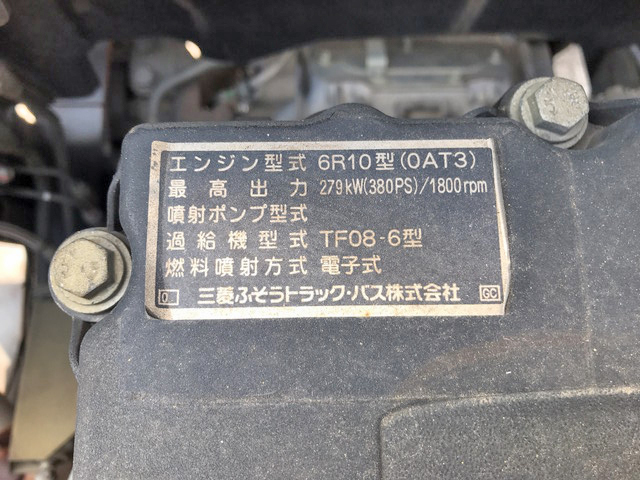 エンジン型式 6R10型(0AT3)
最高出力 279kW(380PS)/1800rpm
噴射ポンプ型式
過給機型式 TF08-6型
燃料噴射方式 電子式
0 三菱ふそうトラック・バス株式会社 GC